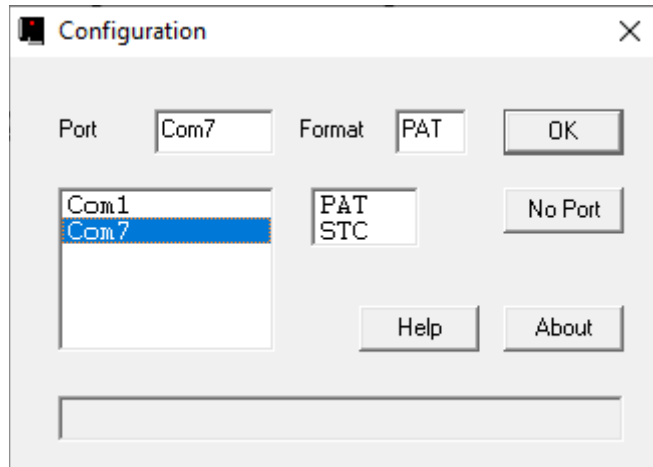 Configuration
Port Com7 Format PAT OK
Com1 PAT No Port
Com7 STC
Help About